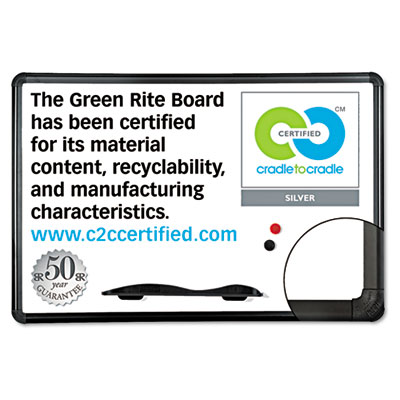 The Green Rite Board
has been certified
for its material
content, recyclability,
and manufacturing
characteristics.
www.c2ccertified.com
CM
CERTIFIED
cradletocradle
SILVER
50
year
GUARANTEE